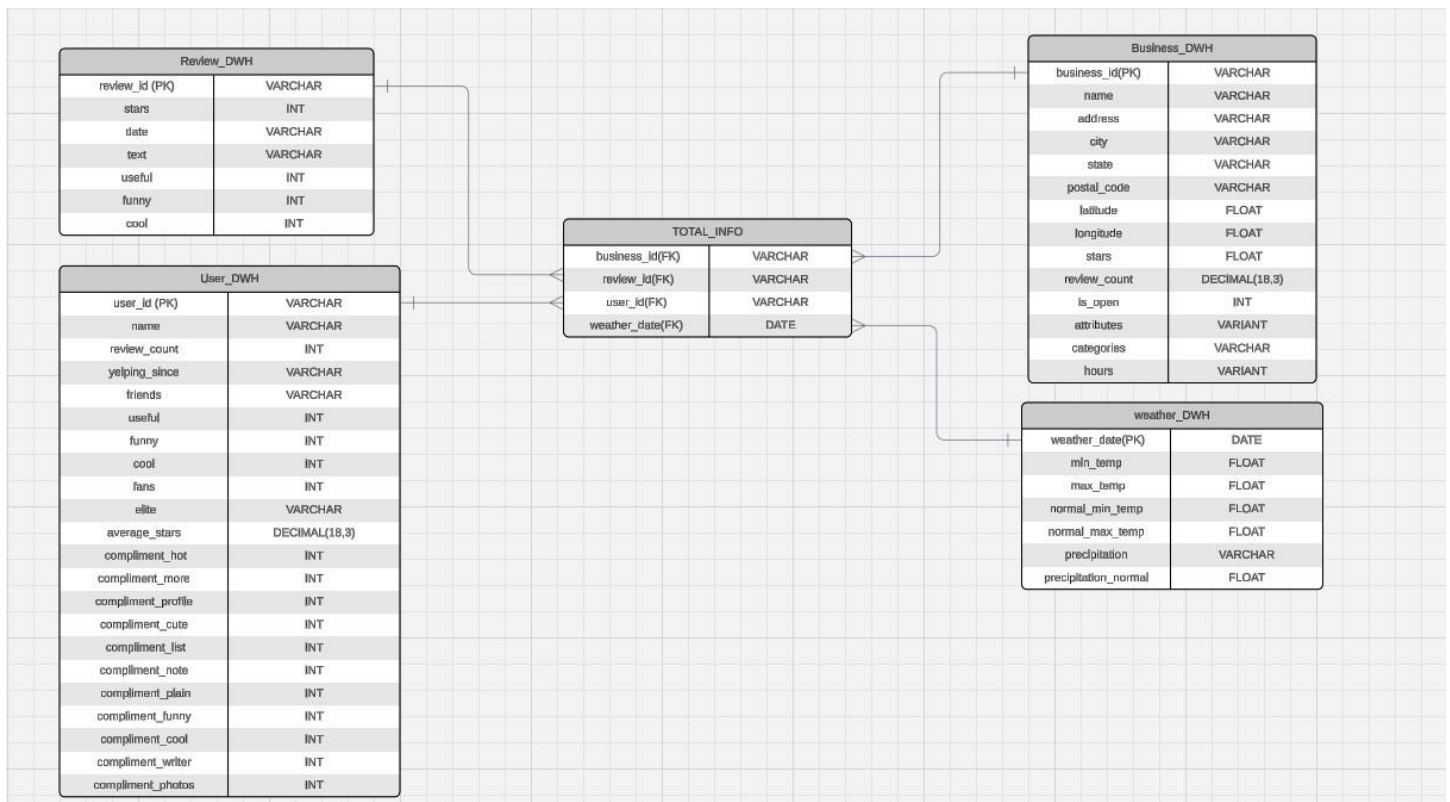 Review_DWH
review_id (PK) VARCHAR
stars INT
date VARCHAR
text VARCHAR
useful INT
funny INT
cool INT
User_DWH
user_id (PK) VARCHAR
name VARCHAR
review_count INT
yelping_since VARCHAR
friends VARCHAR
useful INT
funny INT
cool INT
fans INT
elite VARCHAR
average_stars DECIMAL(18,3)
compliment_hot INT
compliment_more INT
compliment_profile INT
compliment_cute INT
compliment_list INT
compliment_note INT
compliment_plain INT
compliment_funny INT
compliment_cool INT
compliment_writer INT
compliment_photos INT
TOTAL_INFO
business_id(FK) VARCHAR
review_id(FK) VARCHAR
user_id(FK) VARCHAR
weather_date(FK) DATE
Business_DWH
business_id(PK) VARCHAR
name VARCHAR
address VARCHAR
city VARCHAR
state VARCHAR
postal_code VARCHAR
latitude FLOAT
longitude FLOAT
stars FLOAT
review_count DECIMAL(18,3)
is_open INT
attributes VARIANT
categories VARCHAR
hours VARIANT
weather_DWH
weather_date(PK) DATE
min_temp FLOAT
max_temp FLOAT
normal_min_temp FLOAT
normal_max_temp FLOAT
precipitation VARCHAR
precipitation_normal FLOAT